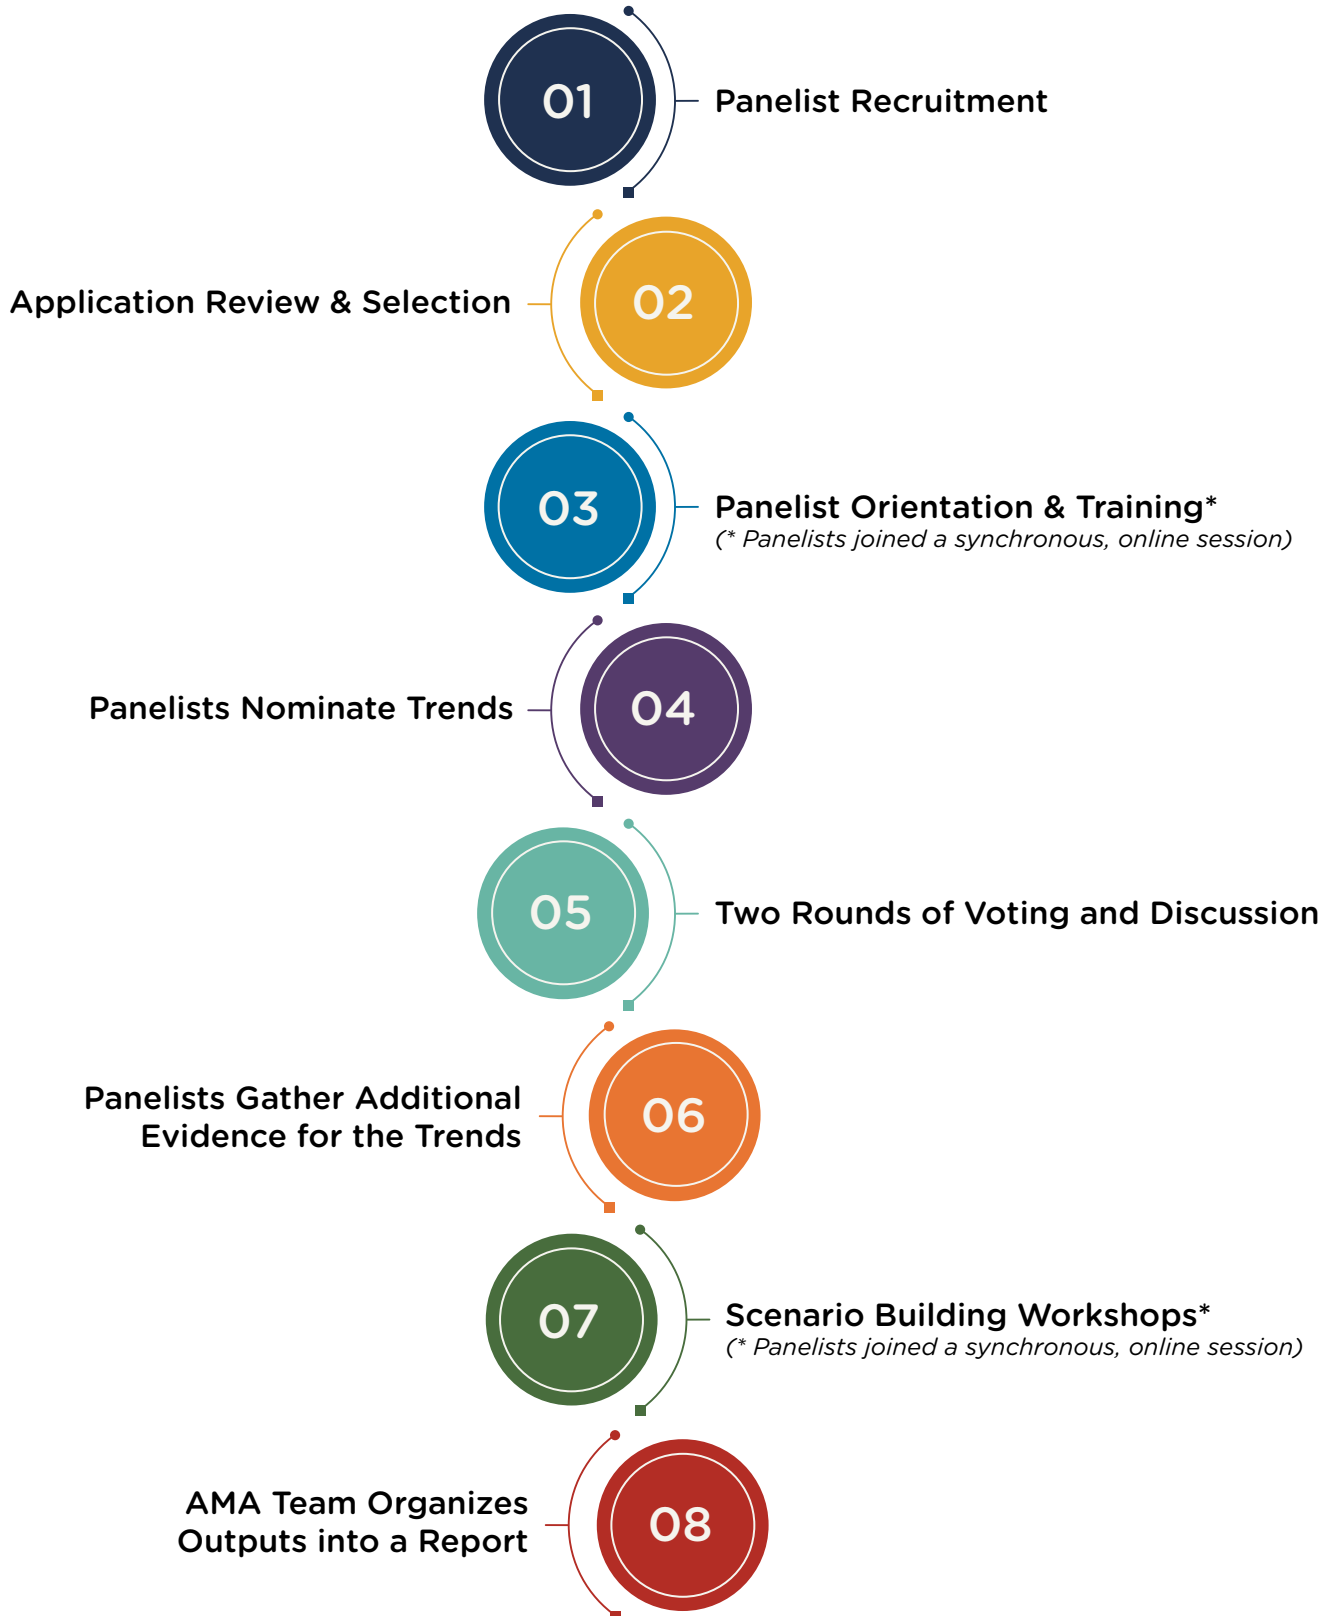 01
Panelist Recruitment
Application Review & Selection
02
03
Panelist Orientation & Training*
(* Panelists joined a synchronous, online session)
Panelists Nominate Trends
04
05
Two Rounds of Voting and Discussion
Panelists Gather Additional
Evidence for the Trends
06
07
Scenario Building Workshops*
(* Panelists joined a synchronous, online session)
AMA Team Organizes
Outputs into a Report
08